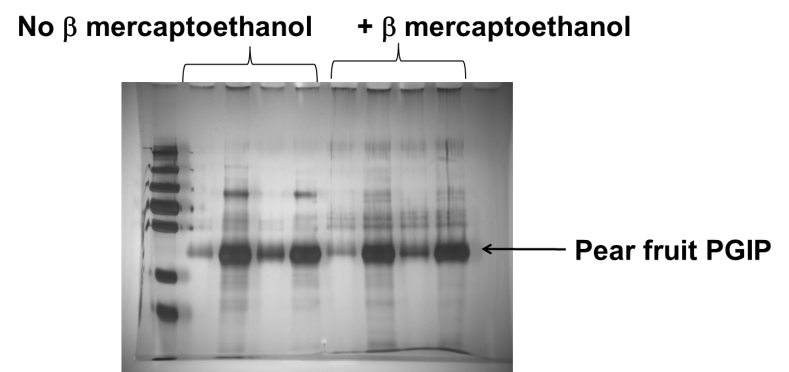 No β mercaptoethanol
+ β mercaptoethanol
Pear fruit PGIP